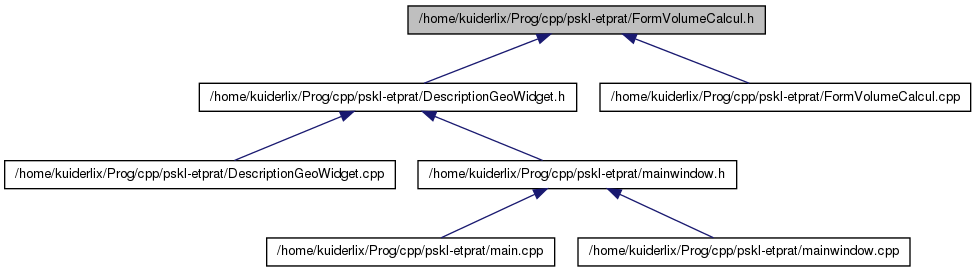 /home/kuiderlix/Prog/cpp/pskl-etprat/FormVolumeCalcul.h
/home/kuiderlix/Prog/cpp/pskl-etprat/DescriptionGeoWidget.h
/home/kuiderlix/Prog/cpp/pskl-etprat/FormVolumeCalcul.cpp
/home/kuiderlix/Prog/cpp/pskl-etprat/DescriptionGeoWidget.cpp
/home/kuiderlix/Prog/cpp/pskl-etprat/mainwindow.h
/home/kuiderlix/Prog/cpp/pskl-etprat/main.cpp
/home/kuiderlix/Prog/cpp/pskl-etprat/mainwindow.cpp